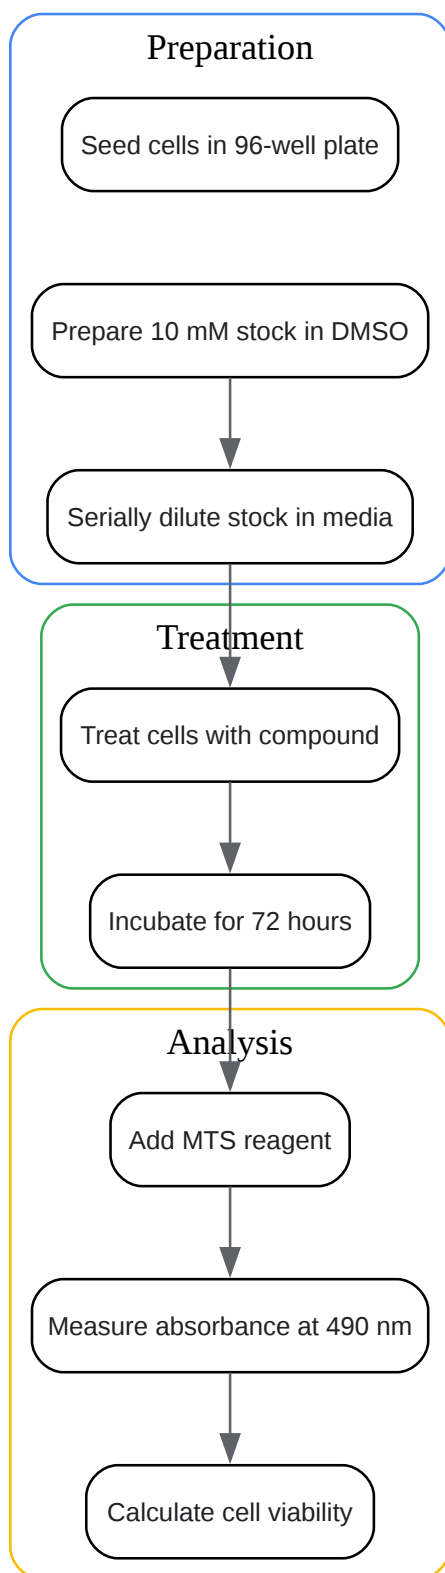 Preparation
Seed cells in 96-well plate
Prepare 10 mM stock in DMSO
Serially dilute stock in media
Treatment
Treat cells with compound
Incubate for 72 hours
Analysis
Add MTS reagent
Measure absorbance at 490 nm
Calculate cell viability